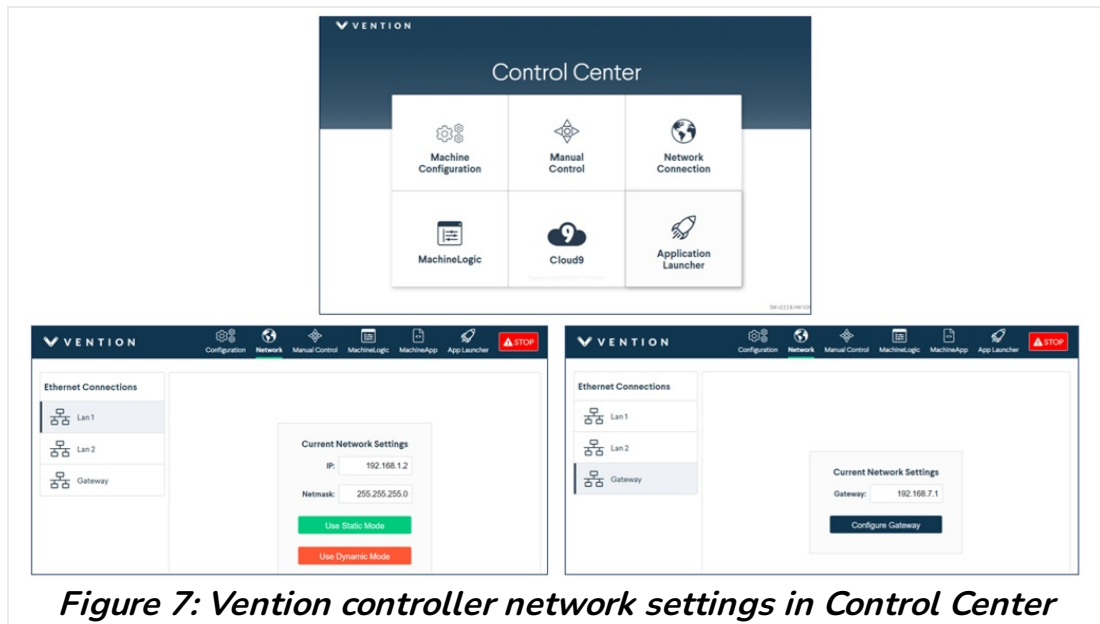 VENTION
Control Center
Machine
Configuration
Manual
Control
Network
Connection
MachineLogic
9
Cloud9
Application
Launcher
VENTION
Configuration Network Manual Control MachineLogic MachineApp App Launcher STOP
Ethernet Connections
Lan 1
Lan 2
Gateway
Current Network Settings
IP: 192.168.1.2
Netmask: 255.255.255.0
Use Static Mode
Use Dynamic Mode
VENTION
Configuration Network Manual Control MachineLogic MachineApp App Launcher STOP
Ethernet Connections
Lan 1
Lan 2
Gateway
Current Network Settings
Gateway: 192.168.7.1
Configure Gateway
Figure 7: Vention controller network settings in Control Center